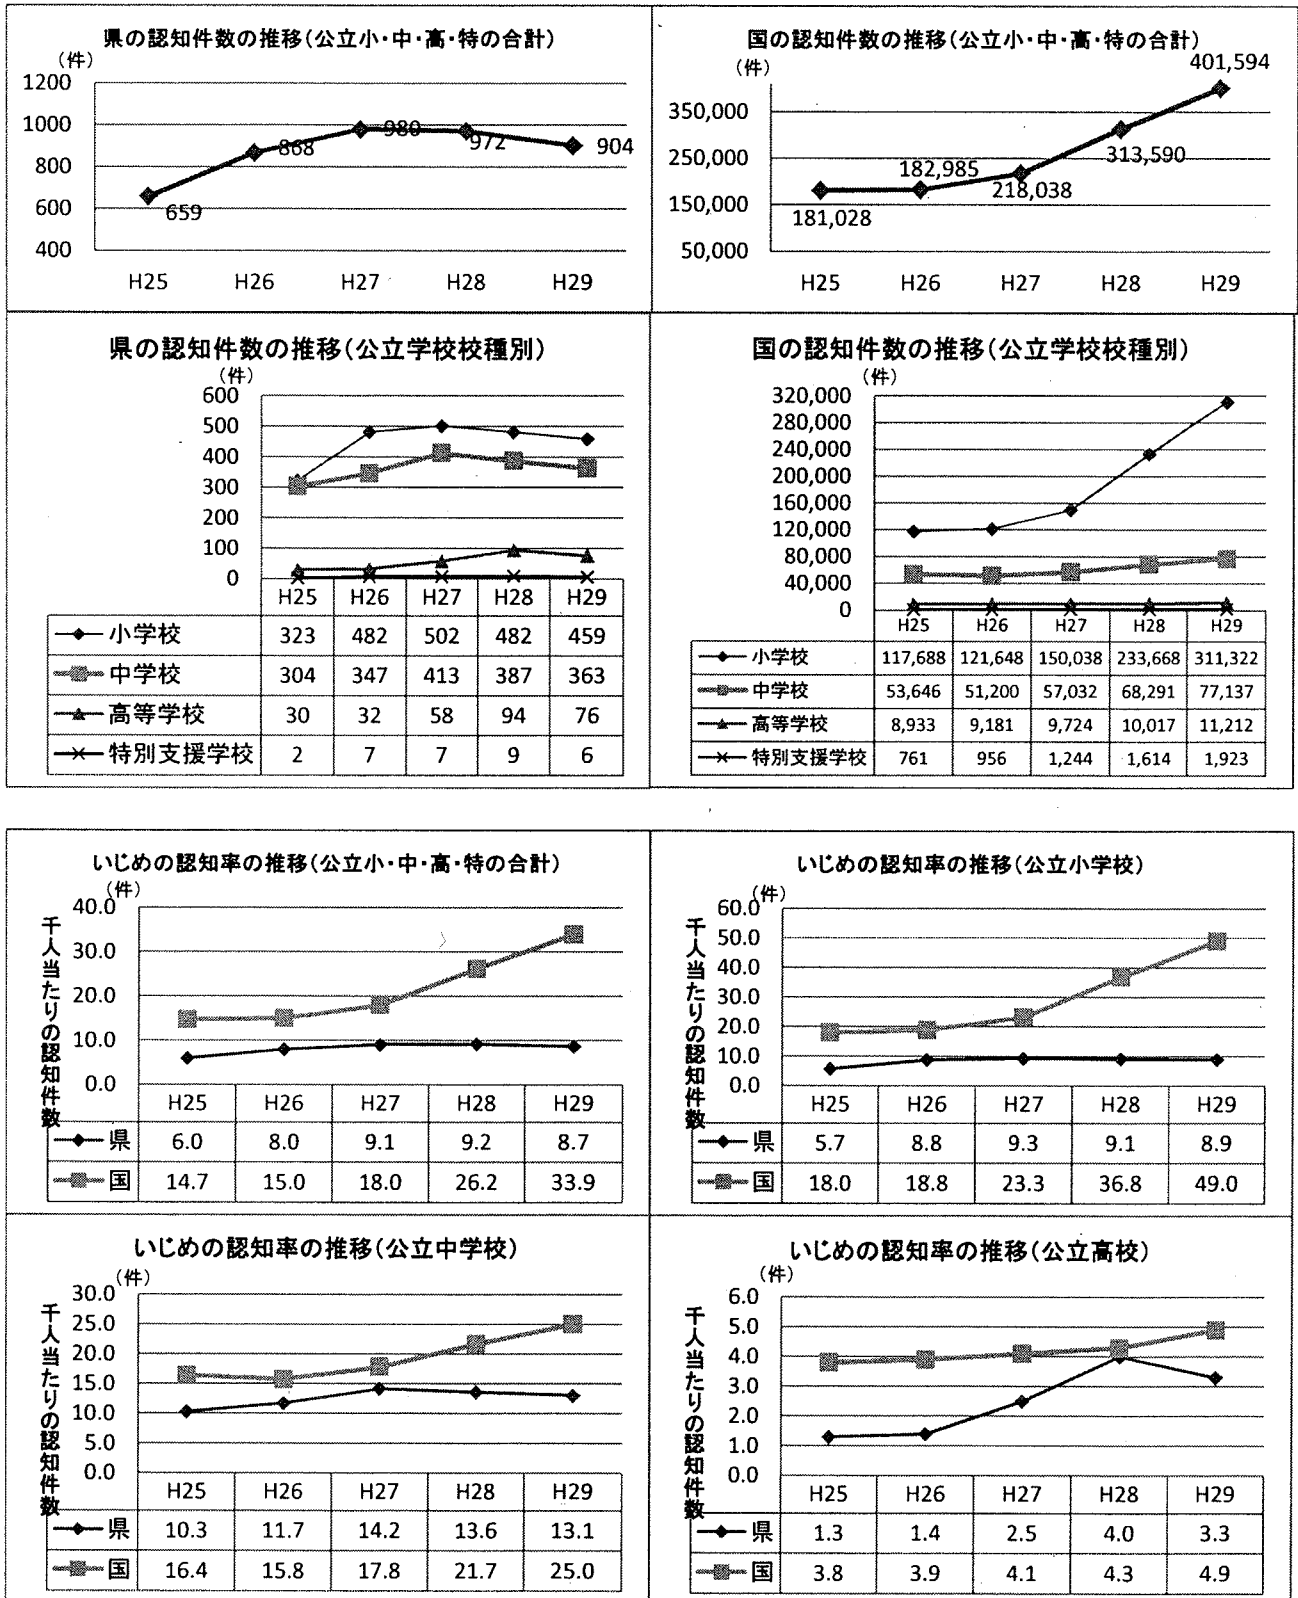 県の認知件数の推移(公立小・中・高・特の合計)
(件)
1200
1000
800
600
400
659
868
980
972
904
H25 H26 H27 H28 H29
国の認知件数の推移(公立小・中・高・特の合計)
(件)
350,000
250,000
150,000
50,000
181,028
182,985
218,038
313,590
401,594
H25 H26 H27 H28 H29
県の認知件数の推移(公立学校校種別)
(件)
600
500
400
300
200
100
0
H25 H26 H27 H28 H29
小学校 323 482 502 482 459
中学校 304 347 413 387 363
高等学校 30 32 58 94 76
特別支援学校 2 7 7 9 6
国の認知件数の推移(公立学校校種別)
(件)
320,000
280,000
240,000
200,000
160,000
120,000
80,000
40,000
0
H25 H26 H27 H28 H29
小学校 117,688 121,648 150,038 233,668 311,322
中学校 53,646 51,200 57,032 68,291 77,137
高等学校 8,933 9,181 9,724 10,017 11,212
特別支援学校 761 956 1,244 1,614 1,923
いじめの認知率の推移(公立小・中・高・特の合計)
(件)
千人当たりの認知件数
40.0
30.0
20.0
10.0
0.0
H25 H26 H27 H28 H29
県 6.0 8.0 9.1 9.2 8.7
国 14.7 15.0 18.0 26.2 33.9
いじめの認知率の推移(公立小学校)
(件)
千人当たりの認知件数
60.0
50.0
40.0
30.0
20.0
10.0
0.0
H25 H26 H27 H28 H29
県 5.7 8.8 9.3 9.1 8.9
国 18.0 18.8 23.3 36.8 49.0
いじめの認知率の推移(公立中学校)
(件)
千人当たりの認知件数
30.0
25.0
20.0
15.0
10.0
5.0
0.0
H25 H26 H27 H28 H29
県 10.3 11.7 14.2 13.6 13.1
国 16.4 15.8 17.8 21.7 25.0
いじめの認知率の推移(公立高校)
(件)
千人当たりの認知件数
6.0
5.0
4.0
3.0
2.0
1.0
0.0
H25 H26 H27 H28 H29
県 1.3 1.4 2.5 4.0 3.3
国 3.8 3.9 4.1 4.3 4.9